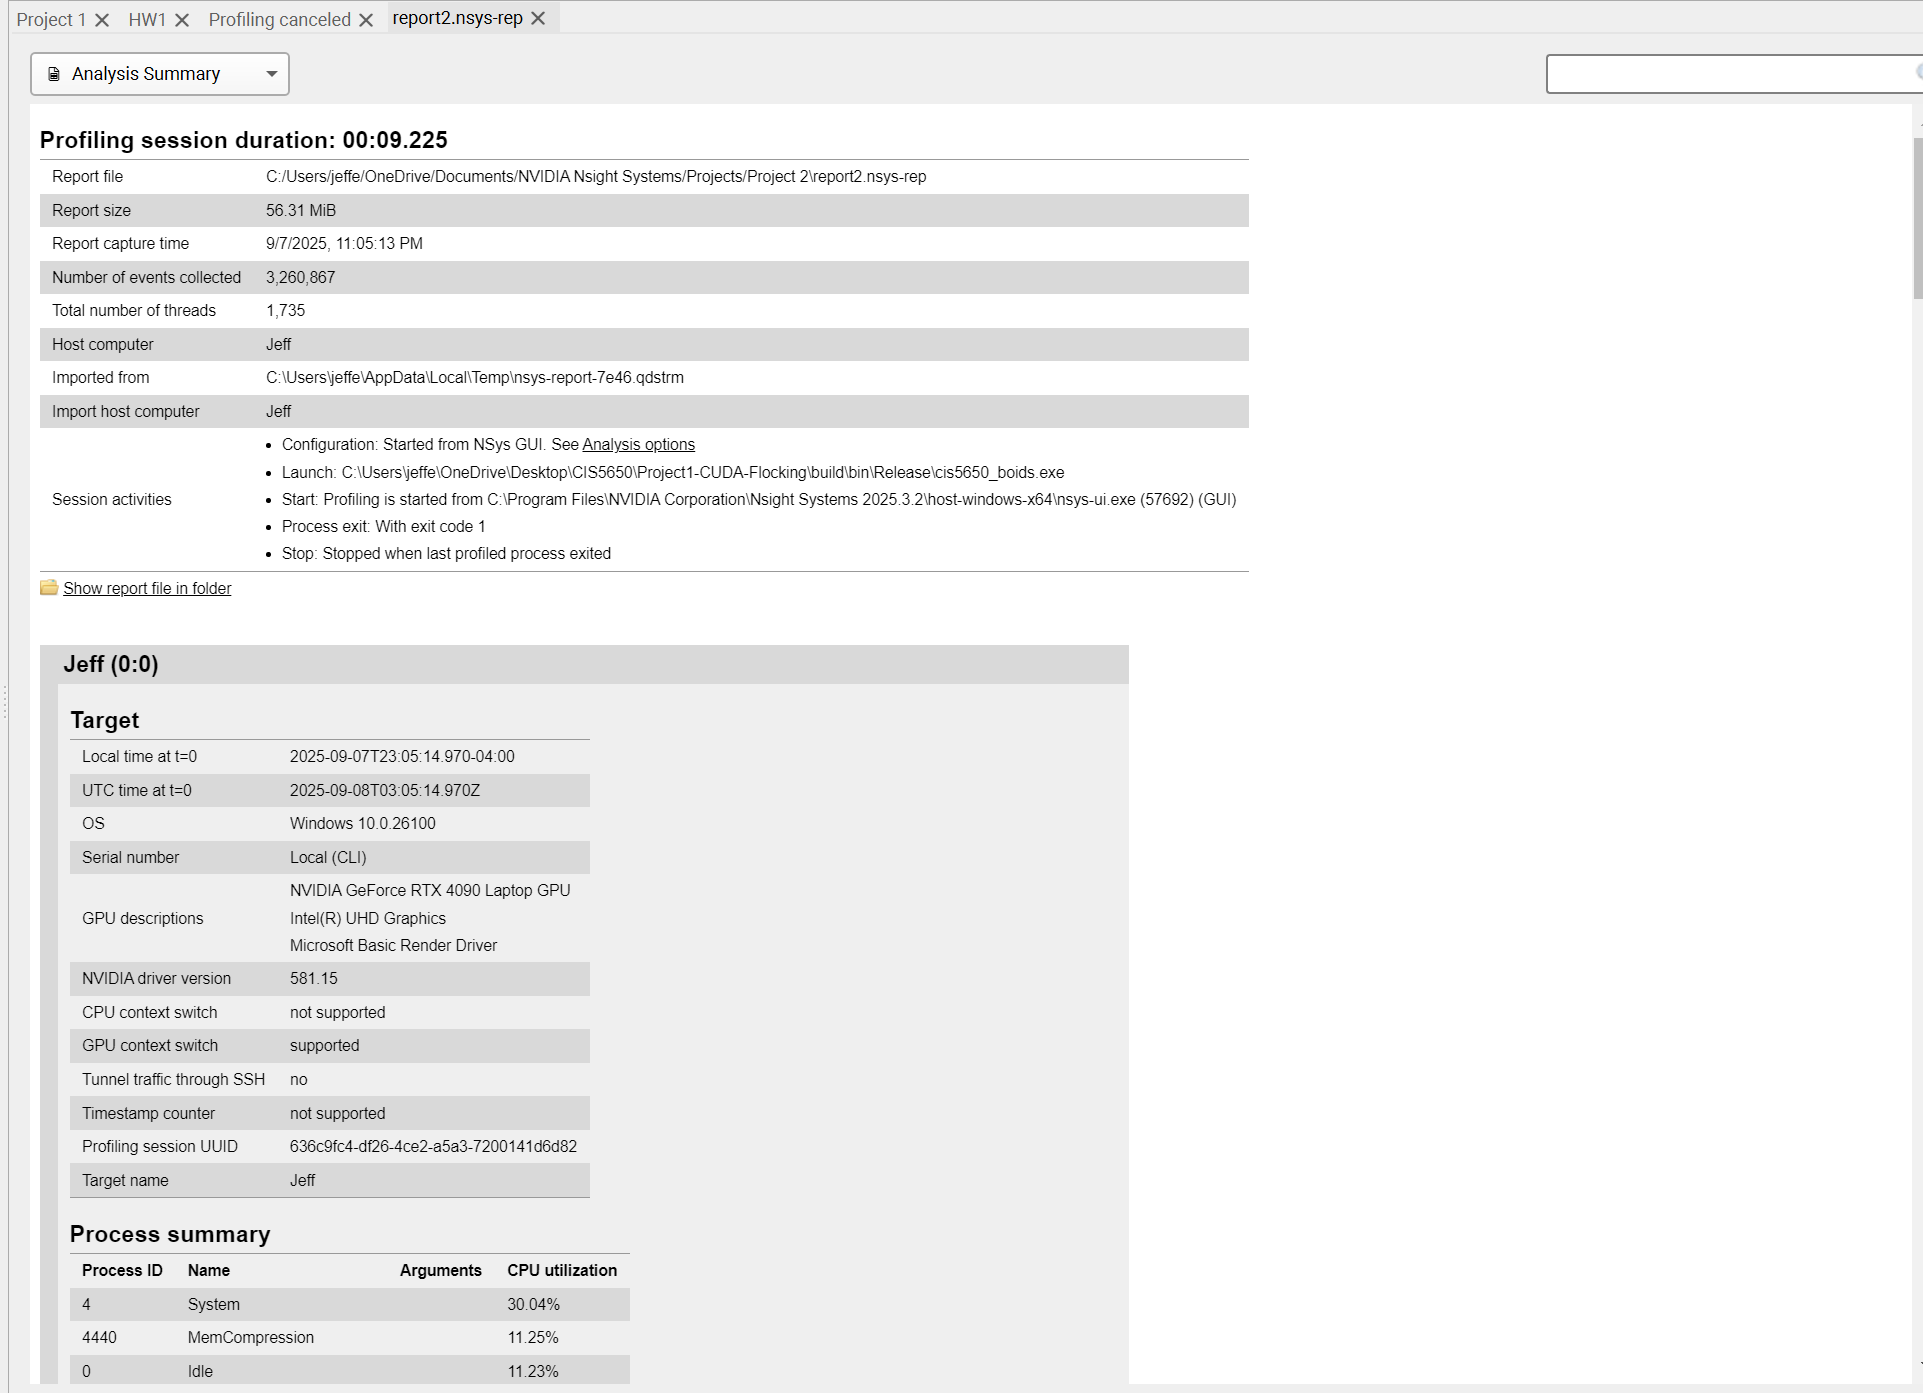 Project 1 HW1 Profiling canceled report2.nsys-rep
Analysis Summary
Profiling session duration: 00:09.225
Report file C:/Users/jeffe/OneDrive/Documents/NVIDIA Nsight Systems/Projects/Project 2\report2.nsys-rep
Report size 56.31 MiB
Report capture time 9/7/2025, 11:05:13 PM
Number of events collected 3,260,867
Total number of threads 1,735
Host computer Jeff
Imported from C:\Users\jeffe\AppData\Local\Temp\nsys-report-7e46.qdstrm
Import host computer Jeff
Session activities
• Configuration: Started from NSys GUI. See Analysis options
• Launch: C:\Users\jeffe\OneDrive\Desktop\CIS5650\Project1-CUDA-Flocking\build\bin\Release\cis5650_boids.exe
• Start: Profiling is started from C:\Program Files\NVIDIA Corporation\Nsight Systems 2025.3.2\host-windows-x64\nsys-ui.exe (57692) (GUI)
• Process exit: With exit code 1
• Stop: Stopped when last profiled process exited
Show report file in folder
Jeff (0:0)
Target
Local time at t=0 2025-09-07T23:05:14.970-04:00
UTC time at t=0 2025-09-08T03:05:14.970Z
OS Windows 10.0.26100
Serial number Local (CLI)
GPU descriptions
NVIDIA GeForce RTX 4090 Laptop GPU
Intel(R) UHD Graphics
Microsoft Basic Render Driver
NVIDIA driver version 581.15
CPU context switch not supported
GPU context switch supported
Tunnel traffic through SSH no
Timestamp counter not supported
Profiling session UUID 636c9fc4-df26-4ce2-a5a3-7200141d6d82
Target name Jeff
Process summary
Process ID Name Arguments CPU utilization
4 System 30.04%
4440 MemCompression 11.25%
0 Idle 11.23%